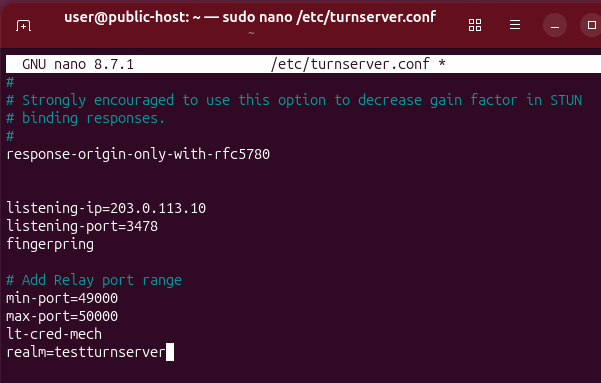 user@public-host: ~ — sudo nano /etc/turnserver.conf
~
GNU nano 8.7.1 /etc/turnserver.conf *
#
# Strongly encouraged to use this option to decrease gain factor in STUN
# binding responses.
#
response-origin-only-with-rfc5780
listening-ip=203.0.113.10
listening-port=3478
fingerpring
# Add Relay port range
min-port=49000
max-port=50000
lt-cred-mech
realm=testturnserver